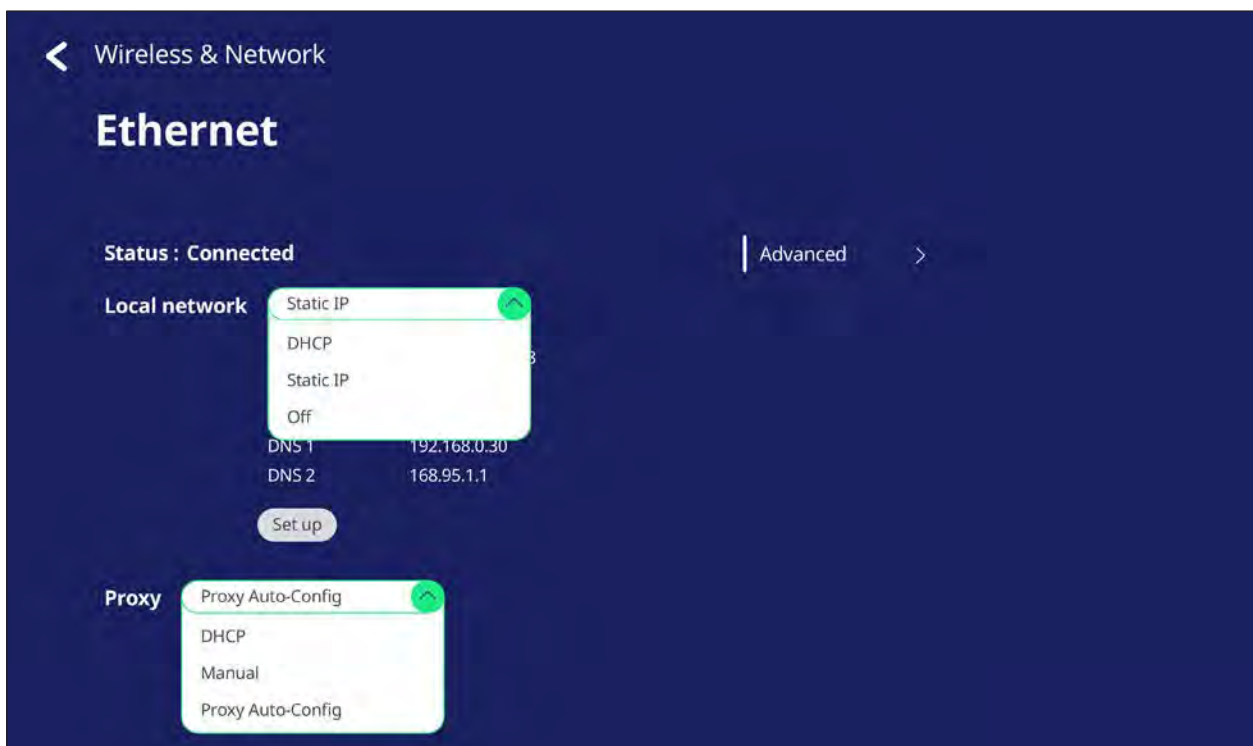 Wireless & Network
Ethernet
Status : Connected
Advanced
Local network Static IP
DHCP
3
Static IP
Off
DNS 1 192.168.0.30
DNS 2 168.95.1.1
Set up
Proxy Proxy Auto-Config
DHCP
Manual
Proxy Auto-Config